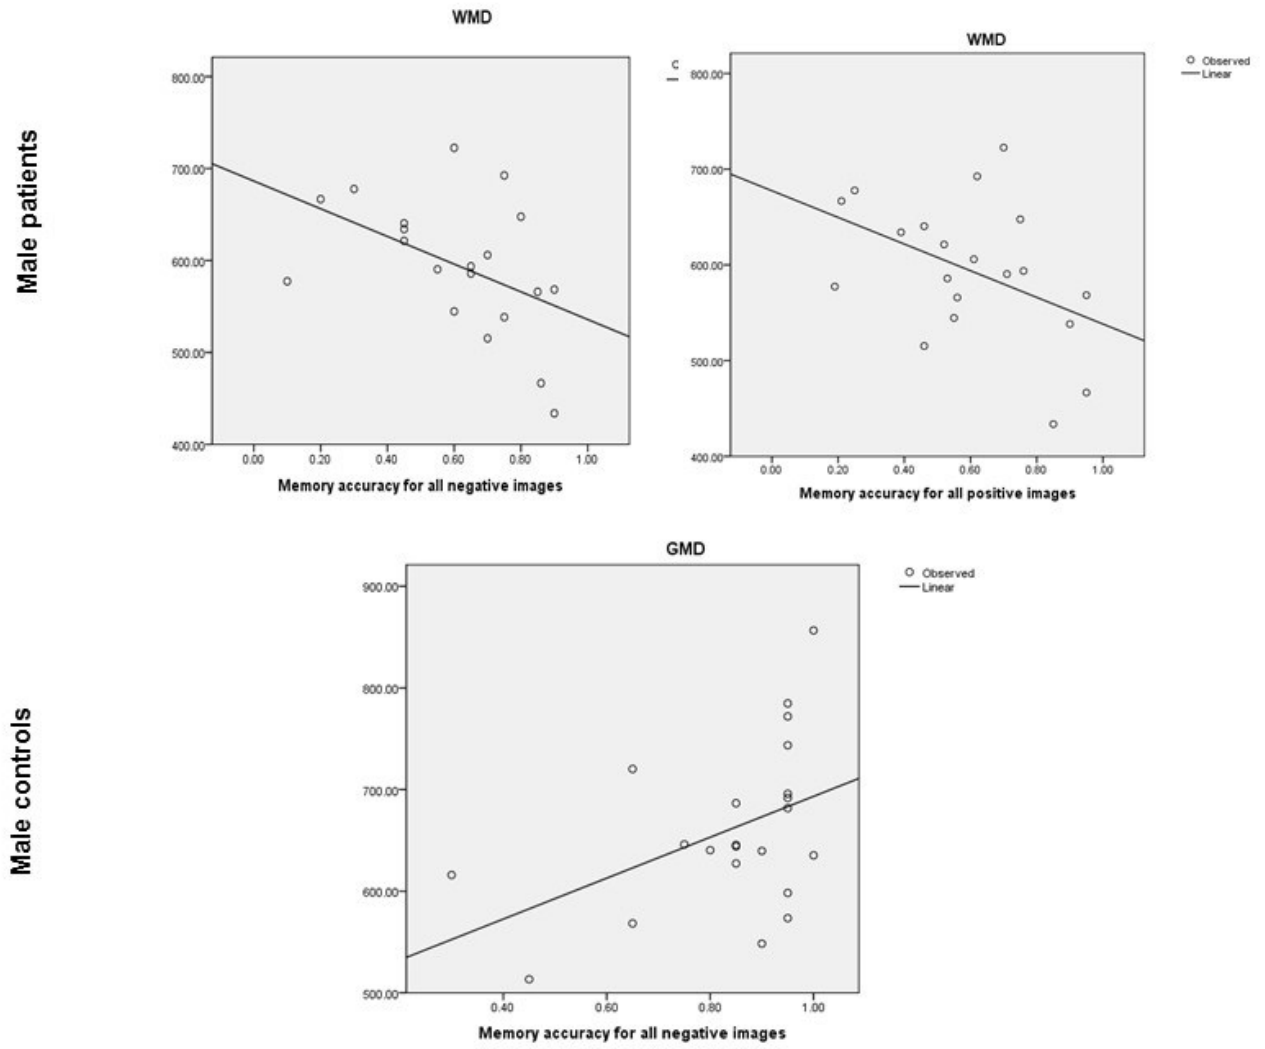 WMD
800.00
700.00
600.00
500.00
400.00
0.00 0.20 0.40 0.60 0.80 1.00
Memory accuracy for all negative images
Male patients
WMD
Observed
Linear
800.00
700.00
600.00
500.00
400.00
0.00 0.20 0.40 0.60 0.80 1.00
Memory accuracy for all positive images
GMD
Observed
Linear
900.00
800.00
700.00
600.00
500.00
0.40 0.60 0.80 1.00
Memory accuracy for all negative images
Male controls